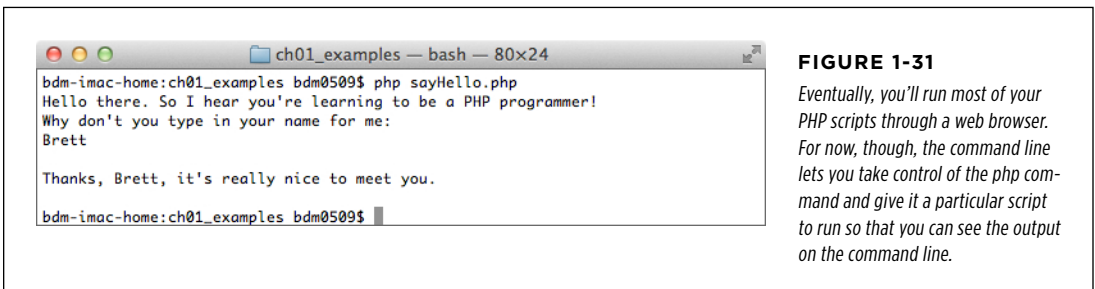 ch01_examples — bash — 80×24
bdm-imac-home:ch01_examples bdm0509$ php sayHello.php
Hello there. So I hear you're learning to be a PHP programmer!
Why don't you type in your name for me:
Brett
Thanks, Brett, it's really nice to meet you.
bdm-imac-home:ch01_examples bdm0509$
FIGURE 1-31
Eventually, you'll run most of your
PHP scripts through a web browser.
For now, though, the command line
lets you take control of the php com-
mand and give it a particular script
to run so that you can see the output
on the command line.